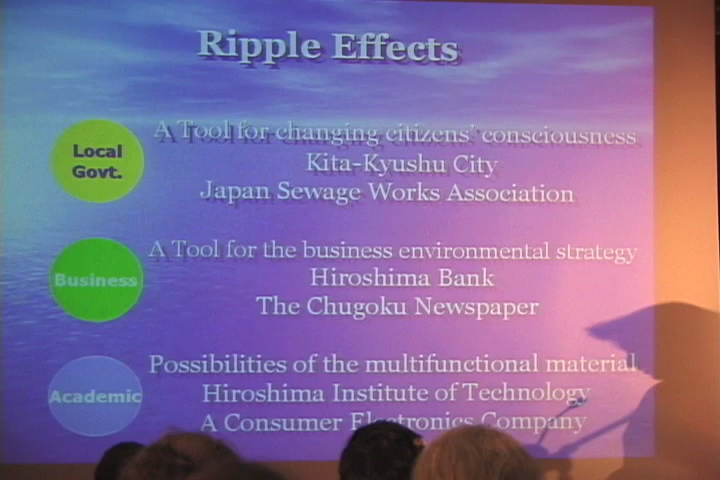 Ripple Effects
Local
Govt.
A Tool for changing citizens' consciousness
Kita-Kyushu City
Japan Sewage Works Association
Business
A Tool for the business environmental strategy
Hiroshima Bank
The Chugoku Newspaper
Academic
Possibilities of the multifunctional material
Hiroshima Institute of Technology
A Consumer Electronics Company